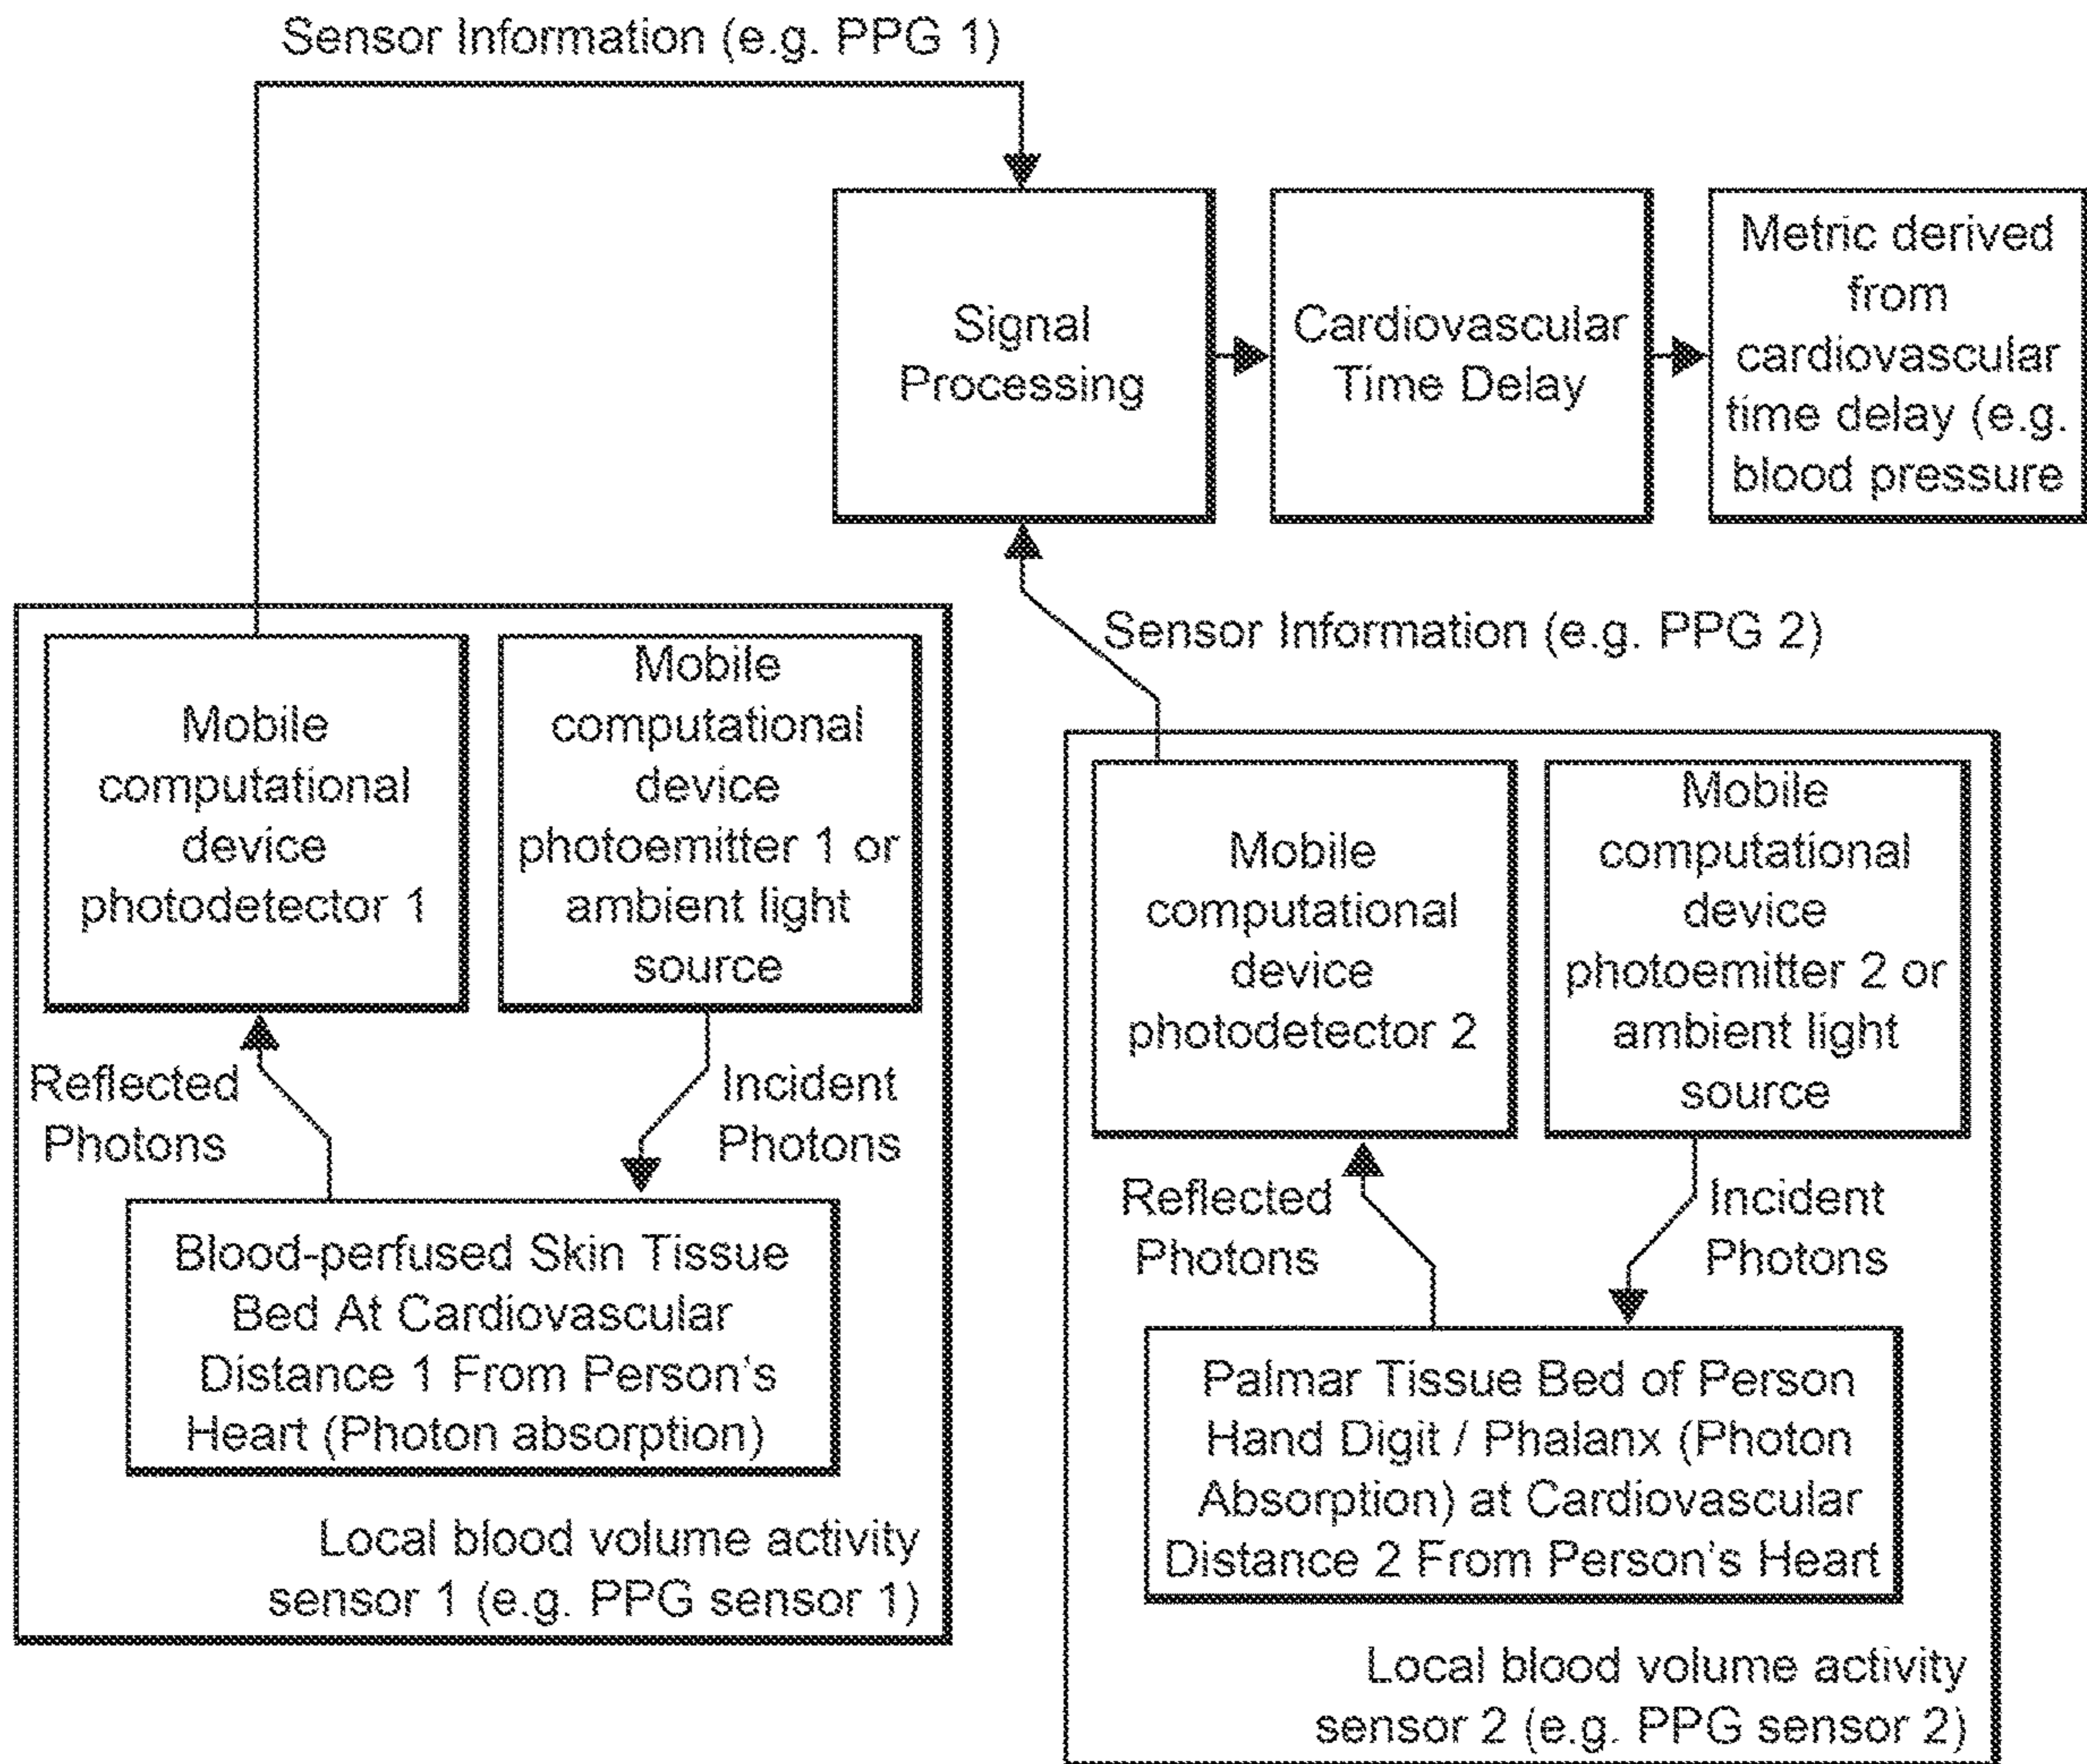 Sensor Information (e.g. PPG 1)
Signal
Processing
Cardiovascular
Time Delay
Metric derived
from
cardiovascular
time delay (e.g.
blood pressure
Sensor Information (e.g. PPG 2)
Mobile
computational
device
photodetector 1
Mobile
computational
device
photoemitter 1 or
ambient light
source
Reflected
Photons
Incident
Photons
Blood-perfused Skin Tissue
Bed At Cardiovascular
Distance 1 From Person's
Heart (Photon absorption)
Local blood volume activity
sensor 1 (e.g. PPG sensor 1)
Mobile
computational
device
photodetector 2
Mobile
computational
device
photoemitter 2 or
ambient light
source
Reflected
Photons
Incident
Photons
Palmar Tissue Bed of Person
Hand Digit / Phalanx (Photon
Absorption) at Cardiovascular
Distance 2 From Person's Heart
Local blood volume activity
sensor 2 (e.g. PPG sensor 2)